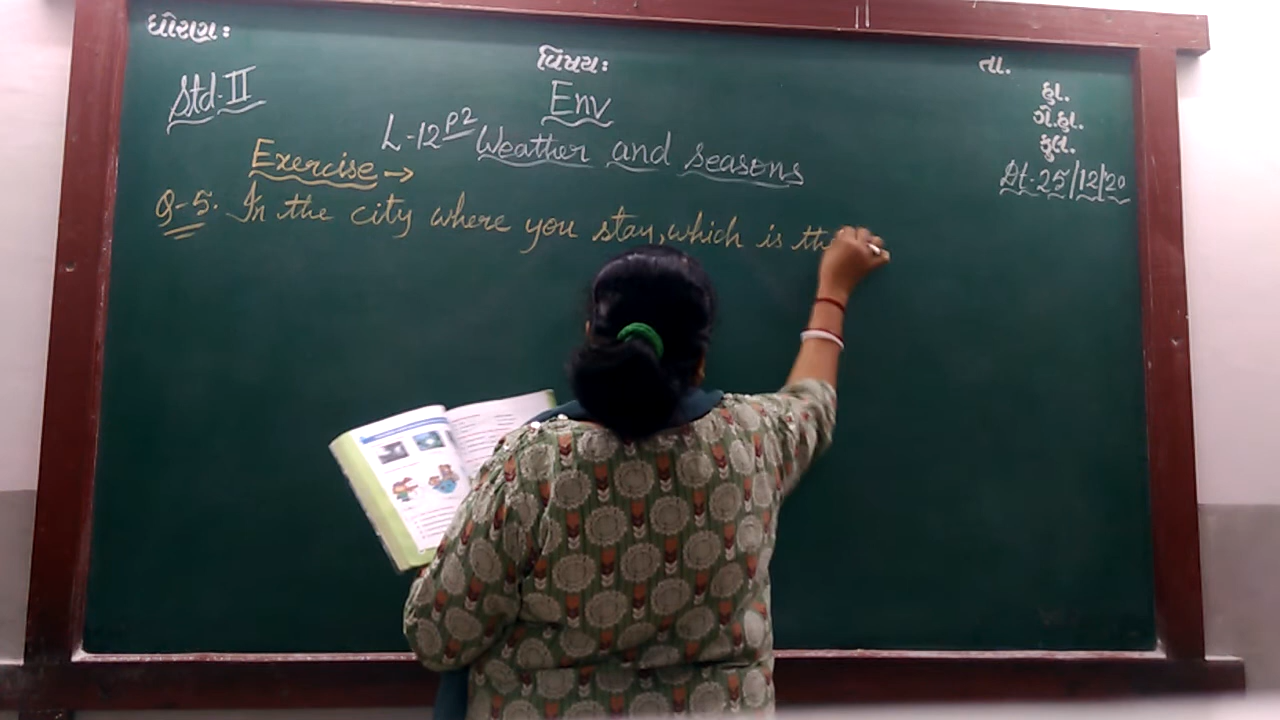 ધોરણ:
વિષય:
તા.
Std-II
Env
હા.
ગે.હા.
કુલ.
L-12 P2 Weather and seasons
Dt-25/12/20
Exercise →
Q-5. In the city where you stay, which is th